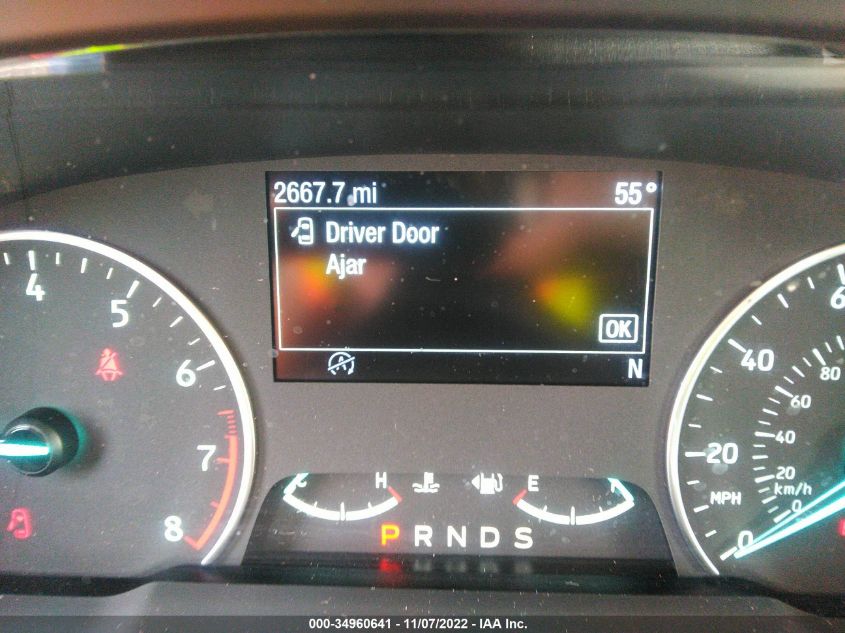 2667.7 mi 55°
Driver Door
Ajar
OK
N
4 5 6 7 8
C H E F
P R N D S
0 20 40 6
MPH
0 20 40 60 80
km/h
000-34960641 - 11/07/2022 - IAA Inc.